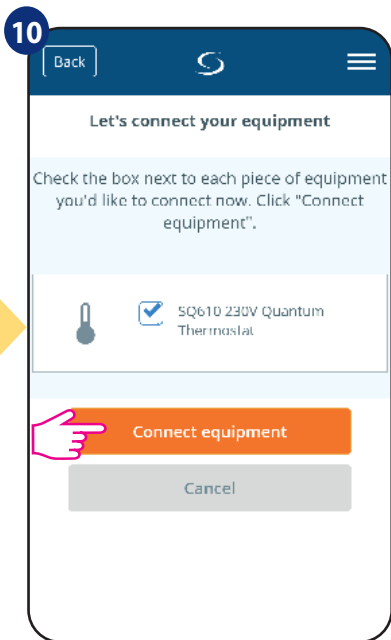 10
Back
Let's connect your equipment
Check the box next to each piece of equipment
you'd like to connect now. Click "Connect
equipment".
SQ610 230V Quantum
Thermostat
Connect equipment
Cancel